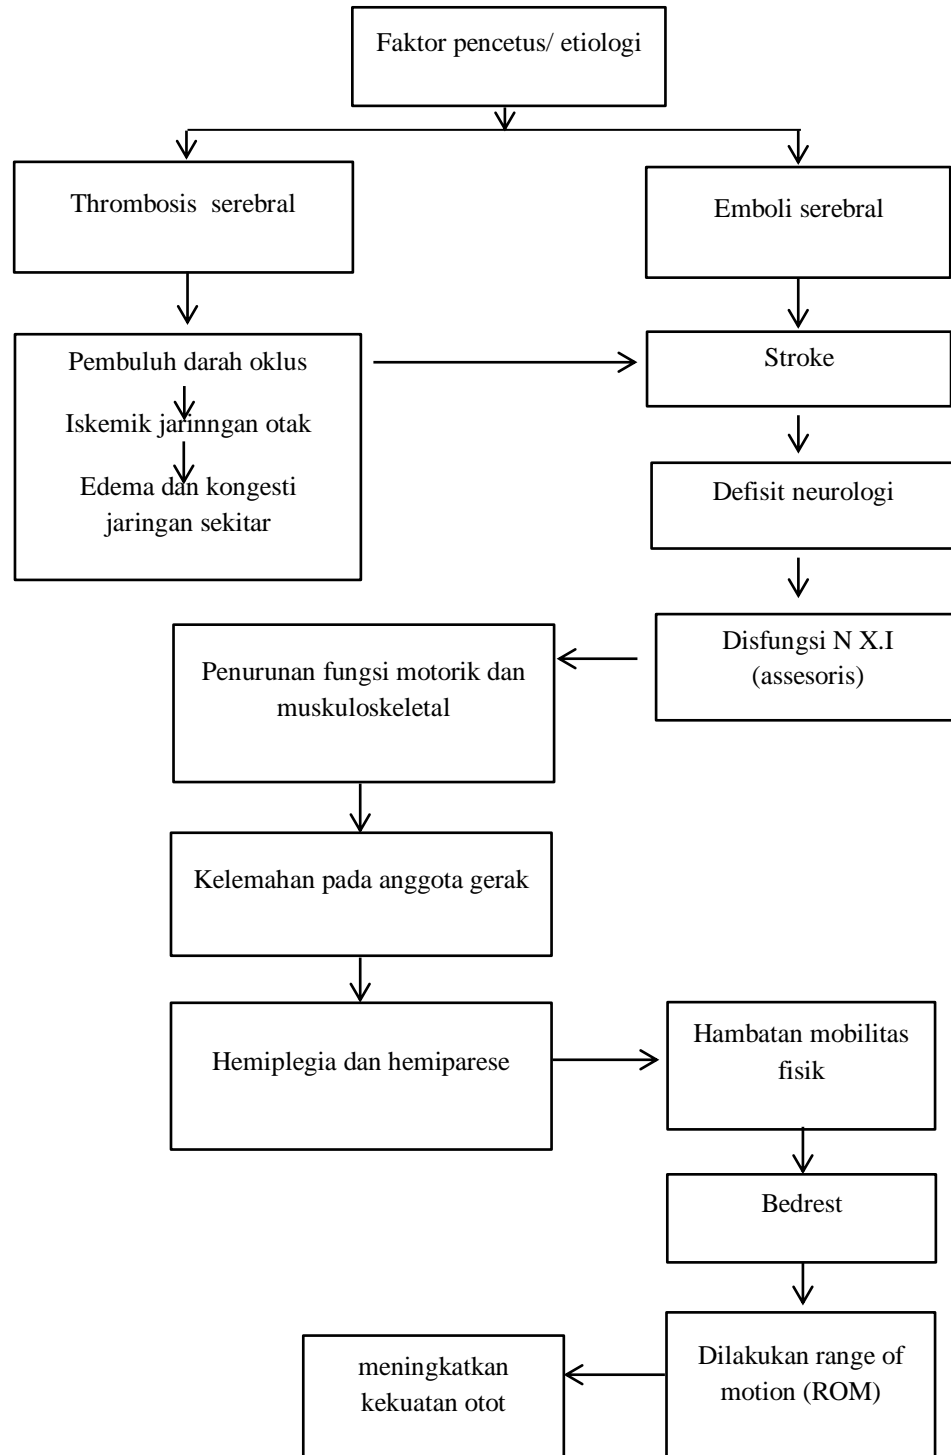 Faktor pencetus/ etiologi
Thrombosis serebral
Emboli serebral
Pembuluh darah oklus
Iskemik jarinngan otak
Edema dan kongesti
jaringan sekitar
Stroke
Defisit neurologi
Disfungsi N X.I
(assesoris)
Penurunan fungsi motorik dan
muskuloskeletal
Kelemahan pada anggota gerak
Hemiplegia dan hemiparese
Hambatan mobilitas
fisik
Bedrest
Dilakukan range of
motion (ROM)
meningkatkan
kekuatan otot